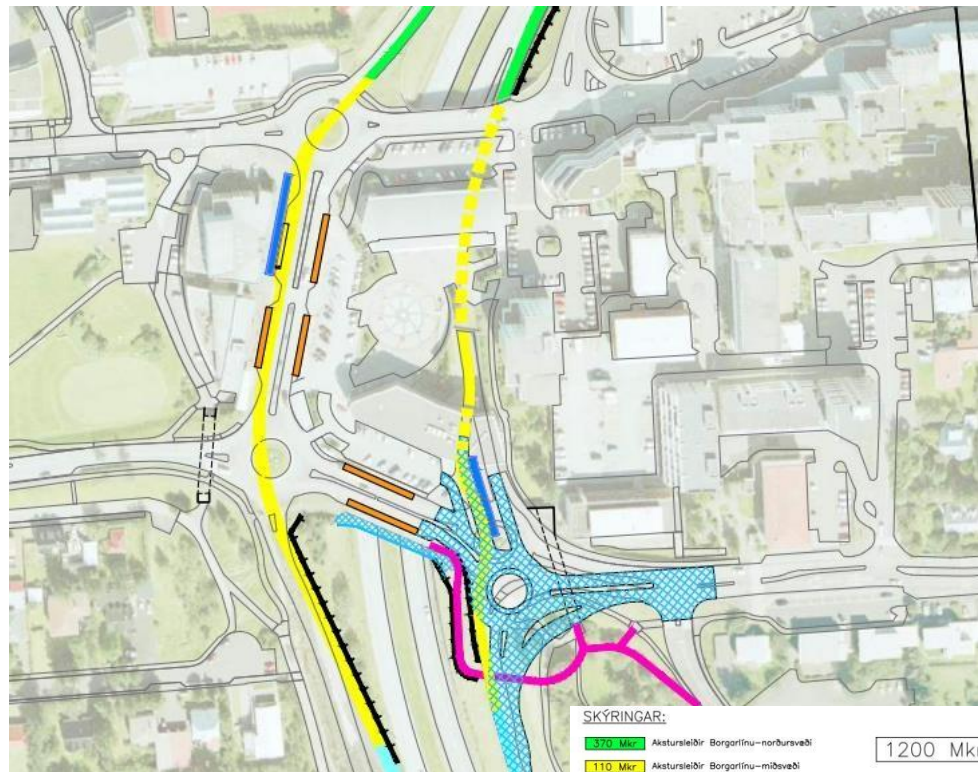 SKÝRINGAR:
370 Mkr Akstursleiðir Borgarlínu-norðursvæði
110 Mkr Akstursleiðir Borgarlínu-miðsvæði
1200 Mk